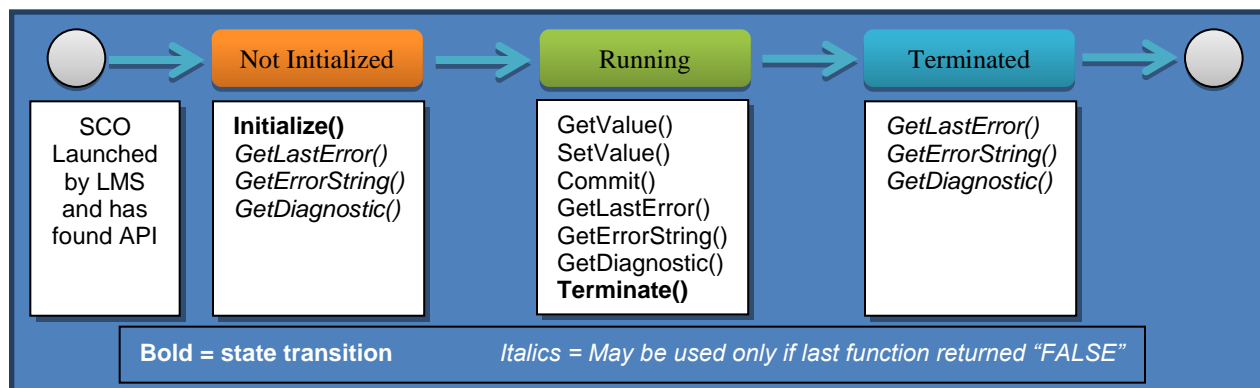 Not Initialized
Running
Terminated
SCO
Launched
by LMS
and has
found API
Initialize()
GetLastError()
GetErrorString()
GetDiagnostic()
GetValue()
SetValue()
Commit()
GetLastError()
GetErrorString()
GetDiagnostic()
Terminate()
GetLastError()
GetErrorString()
GetDiagnostic()
Bold = state transition
Italics = May be used only if last function returned “FALSE”